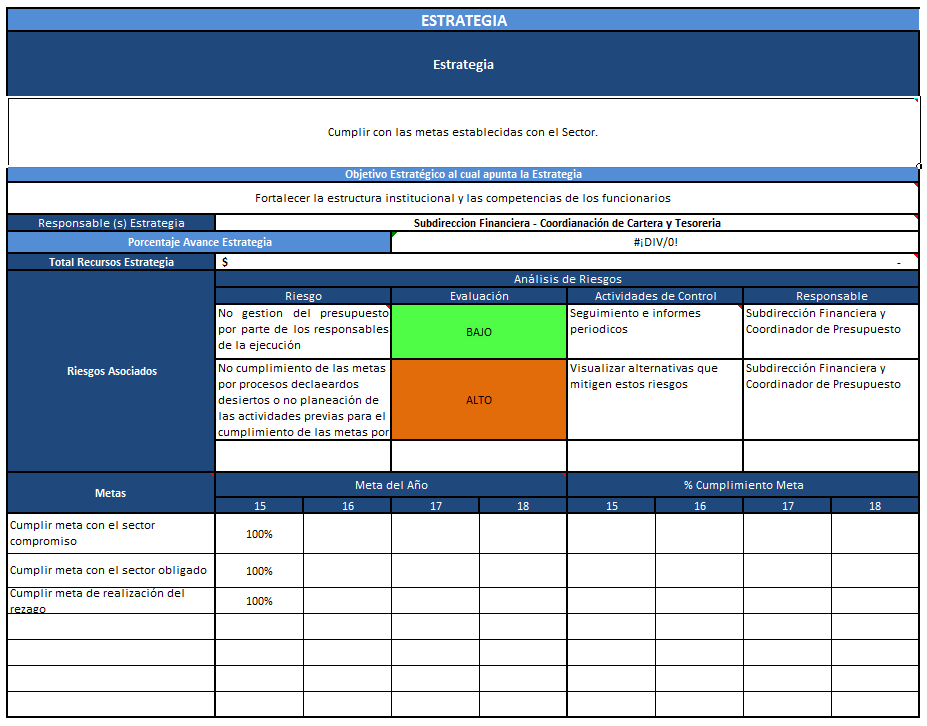 ESTRATEGIA
Estrategia
Cumplir con las metas establecidas con el Sector.
Objetivo Estratégico al cual apunta la Estrategia
Fortalecer la estructura institucional y las competencias de los funcionarios
Responsable (s) Estrategia
Subdireccion Financiera - Coordianación de Cartera y Tesoreria
Porcentaje Avance Estrategia
#¡DIV/0!
Total Recursos Estrategia
$ -
Riesgos Asociados
Análisis de Riesgos
Riesgo
Evaluación
Actividades de Control
Responsable
No gestion del presupuesto
por parte de los responsables
de la ejecución
BAJO
Seguimiento e informes
periodicos
Subdirección Financiera y
Coordinador de Presupuesto
No cumplimiento de las metas
por procesos declaeardos
desiertos o no planeación de
las actividades previas para el
cumplimiento de las metas por
ALTO
Visualizar alternativas que
mitigen estos riesgos
Subdirección Financiera y
Coordinador de Presupuesto
Metas
Meta del Año
% Cumplimiento Meta
15 16 17 18 15 16 17 18
Cumplir meta con el sector
compromiso
100%
Cumplir meta con el sector obligado
100%
Cumplir meta de realización del
rezago
100%